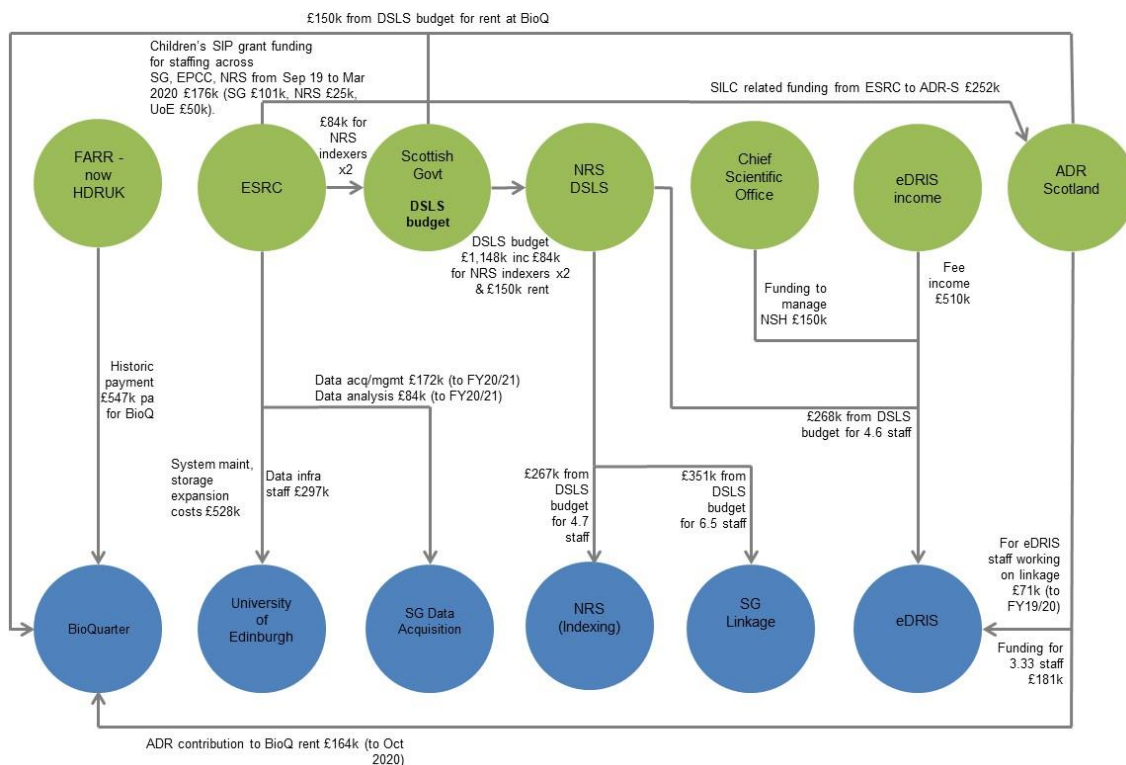 £150k from DSLS budget for rent at BioQ
Children's SIP grant funding
for staffing across
SG, EPCC, NRS from Sep 19 to Mar
2020 £176k (SG £101k, NRS £25k,
UoE £50k).
SILC related funding from ESRC to ADR-S £252k
£84k for
NRS
indexers
x2
FARR -
now
HDRUK
ESRC
Scottish
Govt
DSLS
budget
NRS
DSLS
Chief
Scientific
Office
eDRIS
income
ADR
Scotland
DSLS budget
£1,148k inc £84k
for NRS indexers x2
& £150k rent
Funding to
manage
NSH £150k
Fee
income
£510k
Historic
payment
£547k pa
for BioQ
Data acq/mgmt £172k (to FY20/21)
Data analysis £84k (to FY20/21)
£268k from DSLS
budget for 4.6 staff
System maint,
storage
expansion
costs £528k
Data infra
staff £297k
£267k from
DSLS
budget
for 4.7
staff
£351k from
DSLS
budget
for 6.5 staff
For eDRIS
staff working
on linkage
£71k (to
FY19/20)
BioQuarter
University
of
Edinburgh
SG Data
Acquisition
NRS
(Indexing)
SG
Linkage
eDRIS
Funding for
3.33 staff
£181k
ADR contribution to BioQ rent £164k (to Oct
2020)